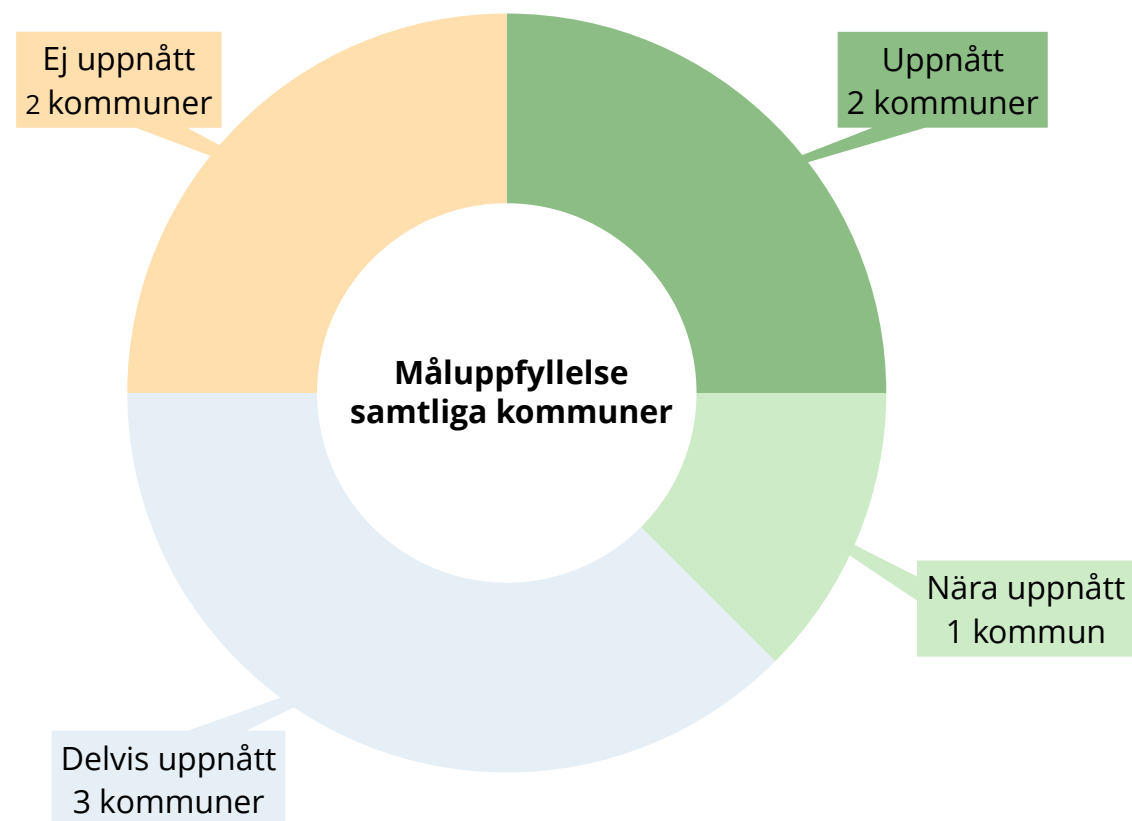 Ej uppnått
2 kommuner
Uppnått
2 kommuner
Måluppfyllelse
samtliga kommuner
Nära uppnått
1 kommun
Delvis uppnått
3 kommuner